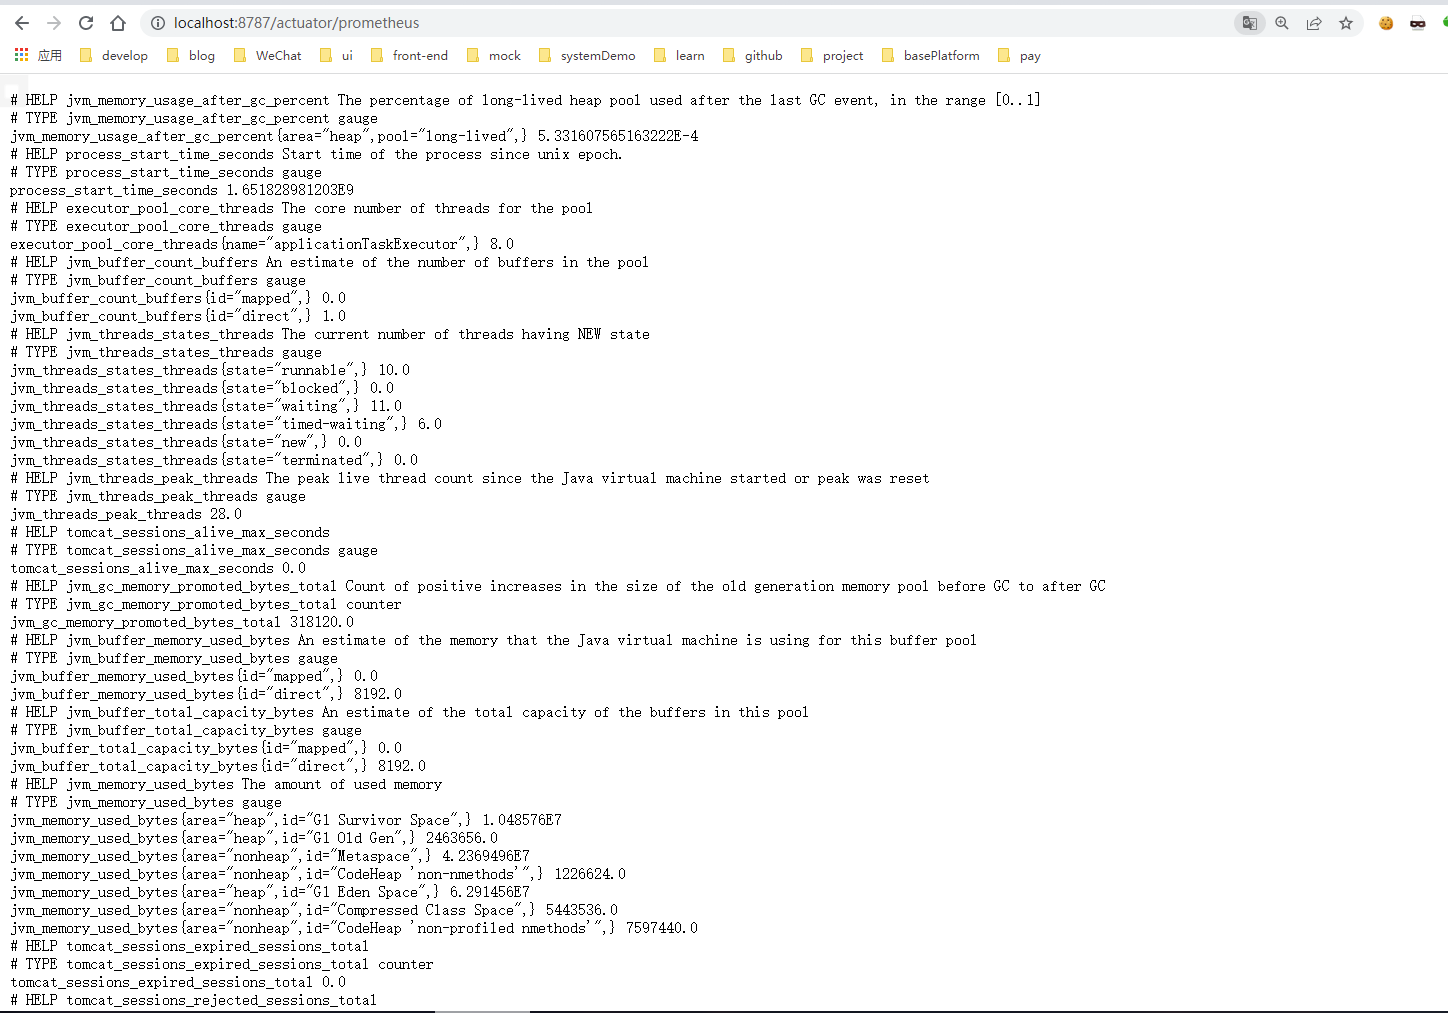 localhost:8787/actuator/prometheus
应用 develop blog WeChat ui front-end mock systemDemo learn github project basePlatform pay
# HELP jvm_memory_usage_after_gc_percent The percentage of long-lived heap pool used after the last GC event, in the range [0..1]
# TYPE jvm_memory_usage_after_gc_percent gauge
jvm_memory_usage_after_gc_percent{area="heap",pool="long-lived",} 5.331607565163222E-4
# HELP process_start_time_seconds Start time of the process since unix epoch.
# TYPE process_start_time_seconds gauge
process_start_time_seconds 1.651828981203E9
# HELP executor_pool_core_threads The core number of threads for the pool
# TYPE executor_pool_core_threads gauge
executor_pool_core_threads{name="applicationTaskExecutor",} 8.0
# HELP jvm_buffer_count_buffers An estimate of the number of buffers in the pool
# TYPE jvm_buffer_count_buffers gauge
jvm_buffer_count_buffers{id="mapped",} 0.0
jvm_buffer_count_buffers{id="direct",} 1.0
# HELP jvm_threads_states_threads The current number of threads having NEW state
# TYPE jvm_threads_states_threads gauge
jvm_threads_states_threads{state="runnable",} 10.0
jvm_threads_states_threads{state="blocked",} 0.0
jvm_threads_states_threads{state="waiting",} 11.0
jvm_threads_states_threads{state="timed-waiting",} 6.0
jvm_threads_states_threads{state="new",} 0.0
jvm_threads_states_threads{state="terminated",} 0.0
# HELP jvm_threads_peak_threads The peak live thread count since the Java virtual machine started or peak was reset
# TYPE jvm_threads_peak_threads gauge
jvm_threads_peak_threads 28.0
# HELP tomcat_sessions_alive_max_seconds
# TYPE tomcat_sessions_alive_max_seconds gauge
tomcat_sessions_alive_max_seconds 0.0
# HELP jvm_gc_memory_promoted_bytes_total Count of positive increases in the size of the old generation memory pool before GC to after GC
# TYPE jvm_gc_memory_promoted_bytes_total counter
jvm_gc_memory_promoted_bytes_total 318120.0
# HELP jvm_buffer_memory_used_bytes An estimate of the memory that the Java virtual machine is using for this buffer pool
# TYPE jvm_buffer_memory_used_bytes gauge
jvm_buffer_memory_used_bytes{id="mapped",} 0.0
jvm_buffer_memory_used_bytes{id="direct",} 8192.0
# HELP jvm_buffer_total_capacity_bytes An estimate of the total capacity of the buffers in this pool
# TYPE jvm_buffer_total_capacity_bytes gauge
jvm_buffer_total_capacity_bytes{id="mapped",} 0.0
jvm_buffer_total_capacity_bytes{id="direct",} 8192.0
# HELP jvm_memory_used_bytes The amount of used memory
# TYPE jvm_memory_used_bytes gauge
jvm_memory_used_bytes{area="heap",id="G1 Survivor Space",} 1.048576E7
jvm_memory_used_bytes{area="heap",id="G1 Old Gen",} 2463656.0
jvm_memory_used_bytes{area="nonheap",id="Metaspace",} 4.2369496E7
jvm_memory_used_bytes{area="nonheap",id="CodeHeap 'non-nmethods'",} 1226624.0
jvm_memory_used_bytes{area="heap",id="G1 Eden Space",} 6.291456E7
jvm_memory_used_bytes{area="nonheap",id="Compressed Class Space",} 5443536.0
jvm_memory_used_bytes{area="nonheap",id="CodeHeap 'non-profiled nmethods'",} 7597440.0
# HELP tomcat_sessions_expired_sessions_total
# TYPE tomcat_sessions_expired_sessions_total counter
tomcat_sessions_expired_sessions_total 0.0
# HELP tomcat_sessions_rejected_sessions_total